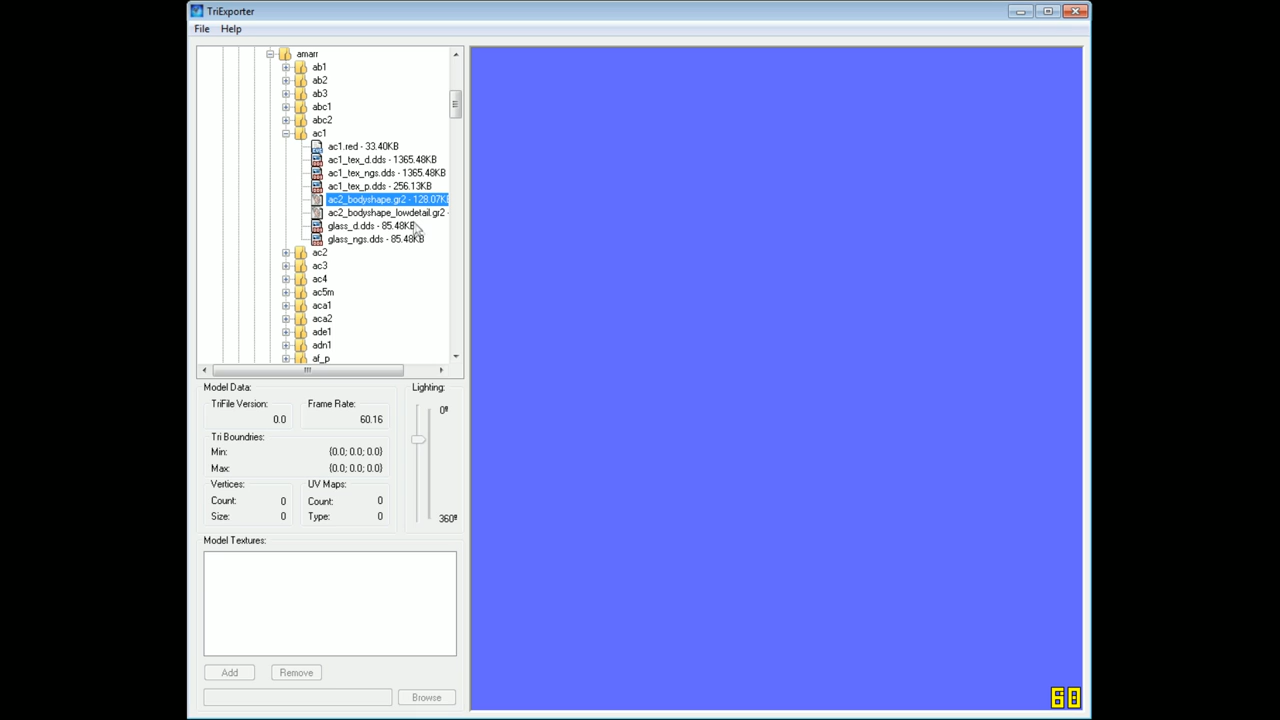 TriExporter
File Help
amarr
ab1
ab2
ab3
abc1
abc2
ac1
ac1.red - 33.40KB
ac1_tex_d.dds - 1365.48KB
ac1_tex_ngs.dds - 1365.48KB
ac1_tex_p.dds - 256.13KB
ac2_bodyshape.gr2 - 128.07KB
ac2_bodyshape_lowdetail.gr2 -
glass_d.dds - 85.48KB
glass_ngs.dds - 85.48KB
ac2
ac3
ac4
ac5m
aca1
aca2
ade1
adn1
af_p
Model Data:
Lighting:
TriFile Version:
Frame Rate:
0º
0.0
60.16
Tri Boundries:
Min: (0.0; 0.0; 0.0)
Max: (0.0; 0.0; 0.0)
Vertices:
UV Maps:
Count: 0
Count: 0
Size: 0
Type: 0
360º
Model Textures:
Add
Remove
Browse
60